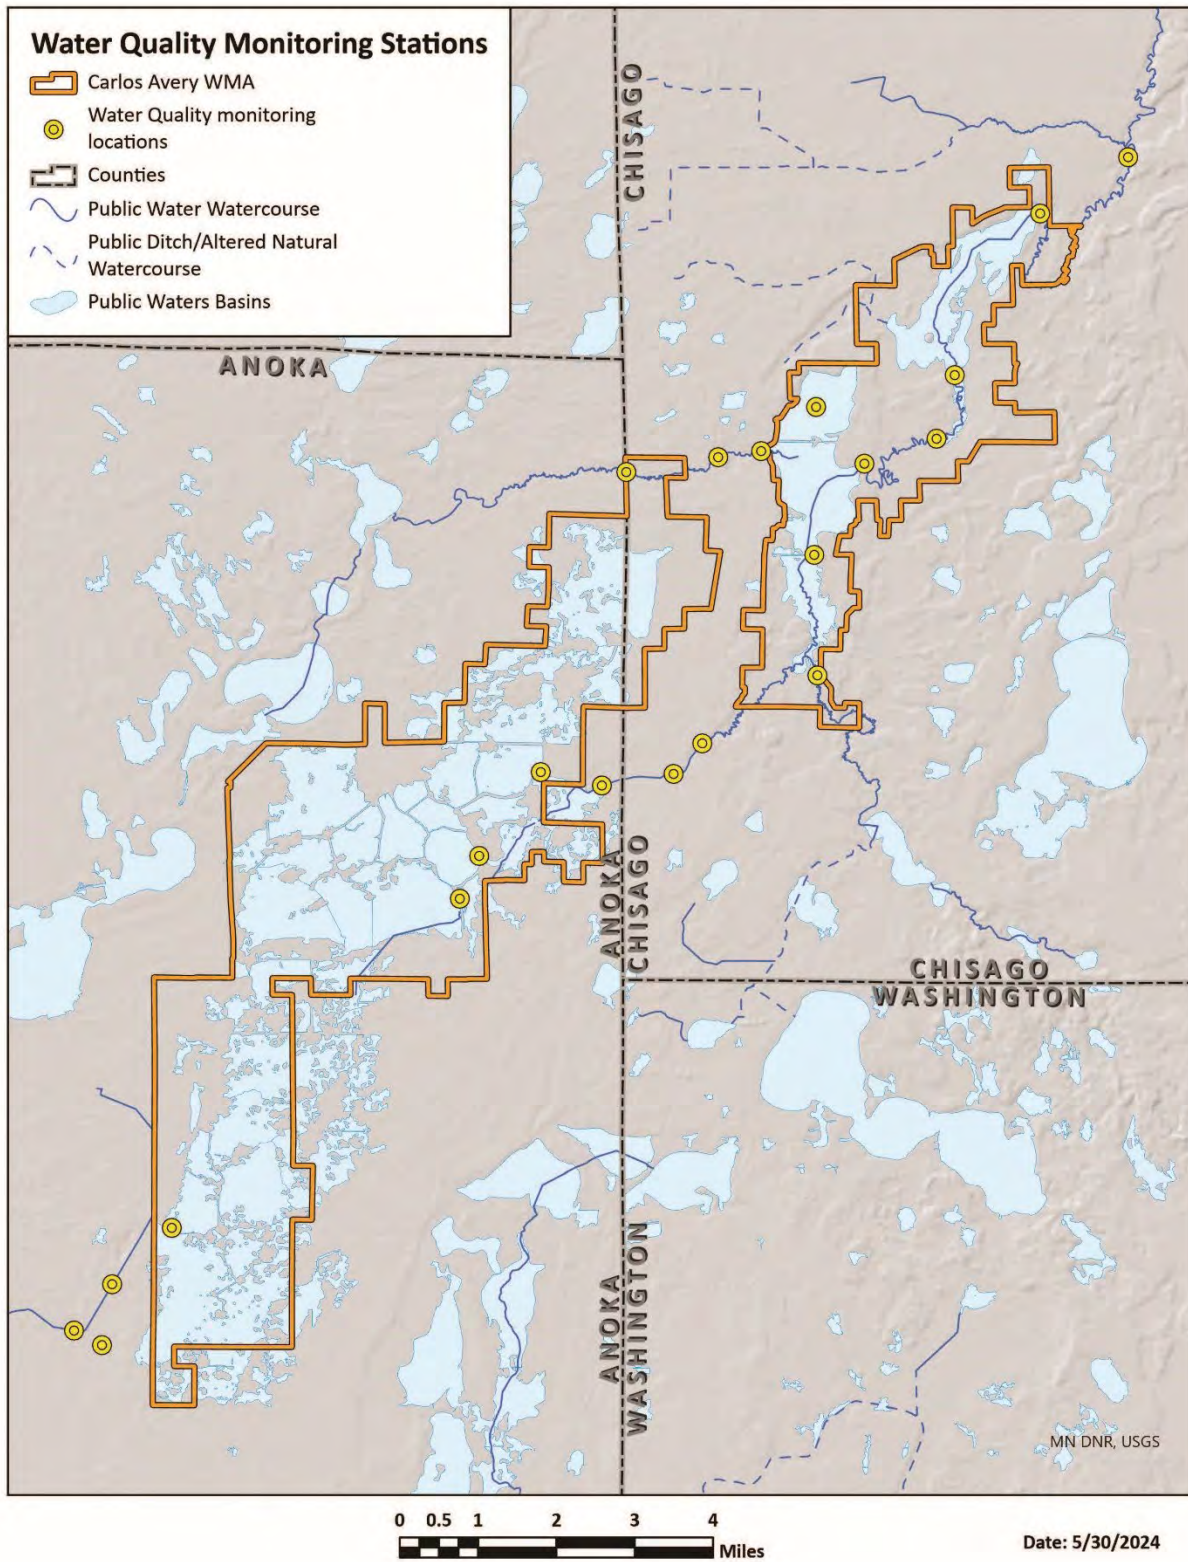 Water Quality Monitoring Stations
Carlos Avery WMA
Water Quality monitoring
locations
Counties
Public Water Watercourse
Public Ditch/Altered Natural
Watercourse
Public Waters Basins
CHISAGO
ANOKA
ANOKA
CHISAGO
CHISAGO
WASHINGTON
ANOKA
WASHINGTON
MN DNR, USGS
0 0.5 1 2 3 4
Miles
Date: 5/30/2024